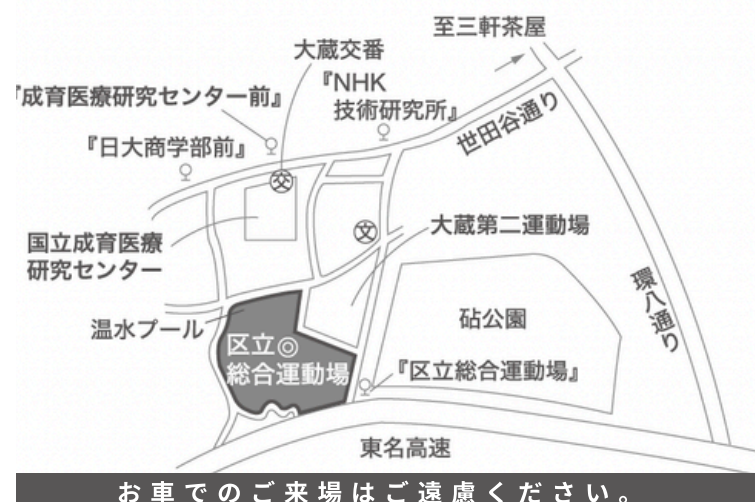 至三軒茶屋
大蔵交番
『NHK
技術研究所』
『成育医療研究センター前』
世田谷通り
『日大商学部前』
交
文
大蔵第二運動場
国立成育医療
研究センター
環八通り
砧公園
温水プール
区立◎
総合運動場
『区立総合運動場』
東名高速
お車でのご来場はご遠慮ください。